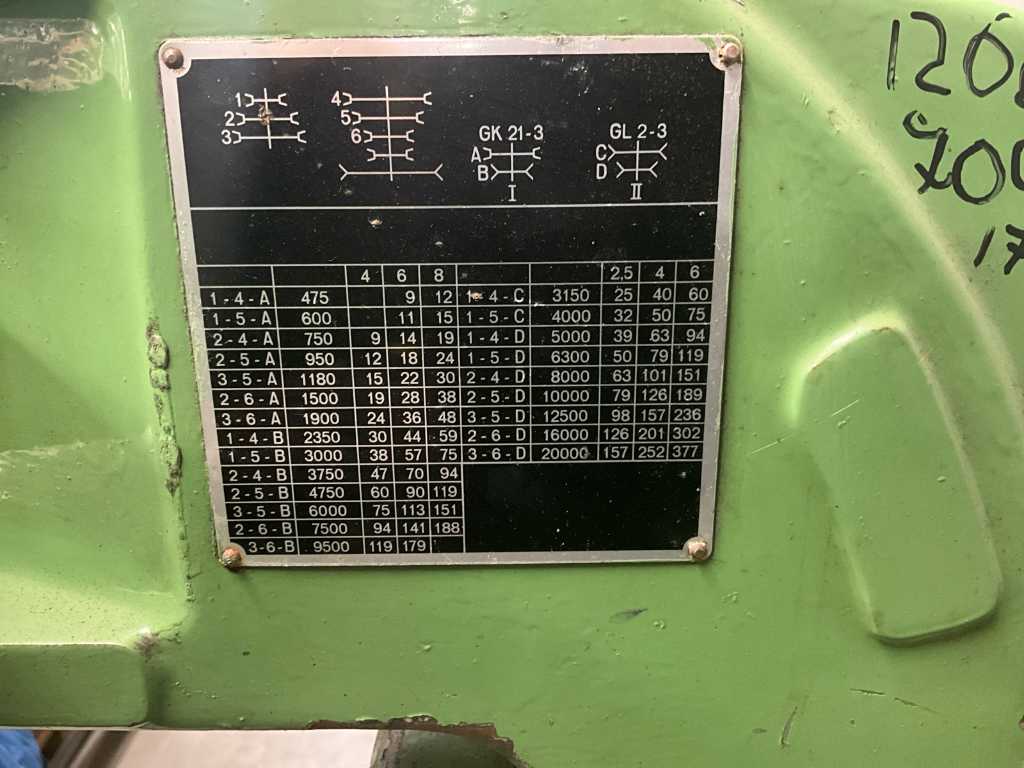 1 4
2 5
3 6
GK 21-3 GL 2-3
A C
B D
I II
4 6 8 2,5 4 6
1-4-A 475 9 12 1-4-C 3150 25 40 60
1-5-A 600 11 15 1-5-C 4000 32 50 75
2-4-A 750 9 14 19 1-4-D 5000 39 63 94
2-5-A 950 12 18 24 1-5-D 6300 50 79 119
3-5-A 1180 15 22 30 2-4-D 8000 63 101 151
2-6-A 1500 19 28 38 2-5-D 10000 79 126 189
3-6-A 1900 24 36 48 3-5-D 12500 98 157 236
1-4-B 2350 30 44 59 2-6-D 16000 126 201 302
1-5-B 3000 38 57 75 3-6-D 20000 157 252 377
2-4-B 3750 47 70 94
2-5-B 4750 60 90 119
3-5-B 6000 75 113 151
2-6-B 7500 94 141 188
3-6-B 9500 119 179